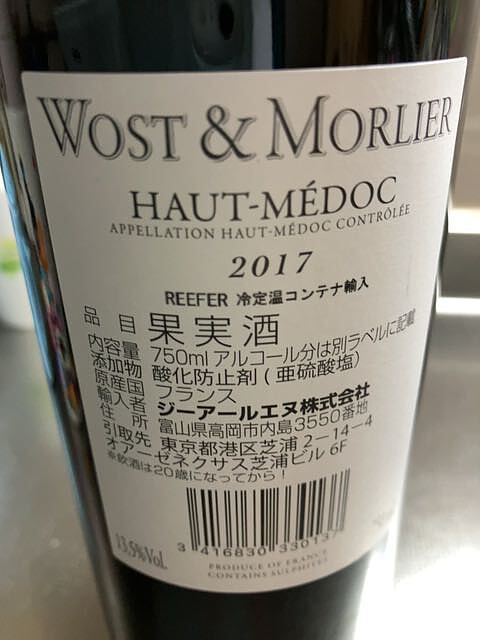 WOST & MORLIER
HAUT-MÉDOC
APPELLATION HAUT-MÉDOC CONTRÔLÉE
2017
REEFER 冷定温コンテナ輸入
品目 果実酒
内容量 750ml アルコール分は別ラベルに記載
添加物 酸化防止剤(亜硫酸塩)
原産国 フランス
輸入者 ジーアールエヌ株式会社
住所 富山県高岡市内島3550番地
引取先 東京都港区芝浦2-14-4
オアーゼネクサス芝浦ビル 6F
※飲酒は20歳になってから!
13.5%Vol.
3 416830 330137
PRODUCE OF FRANCE
CONTAINS SULPHITES